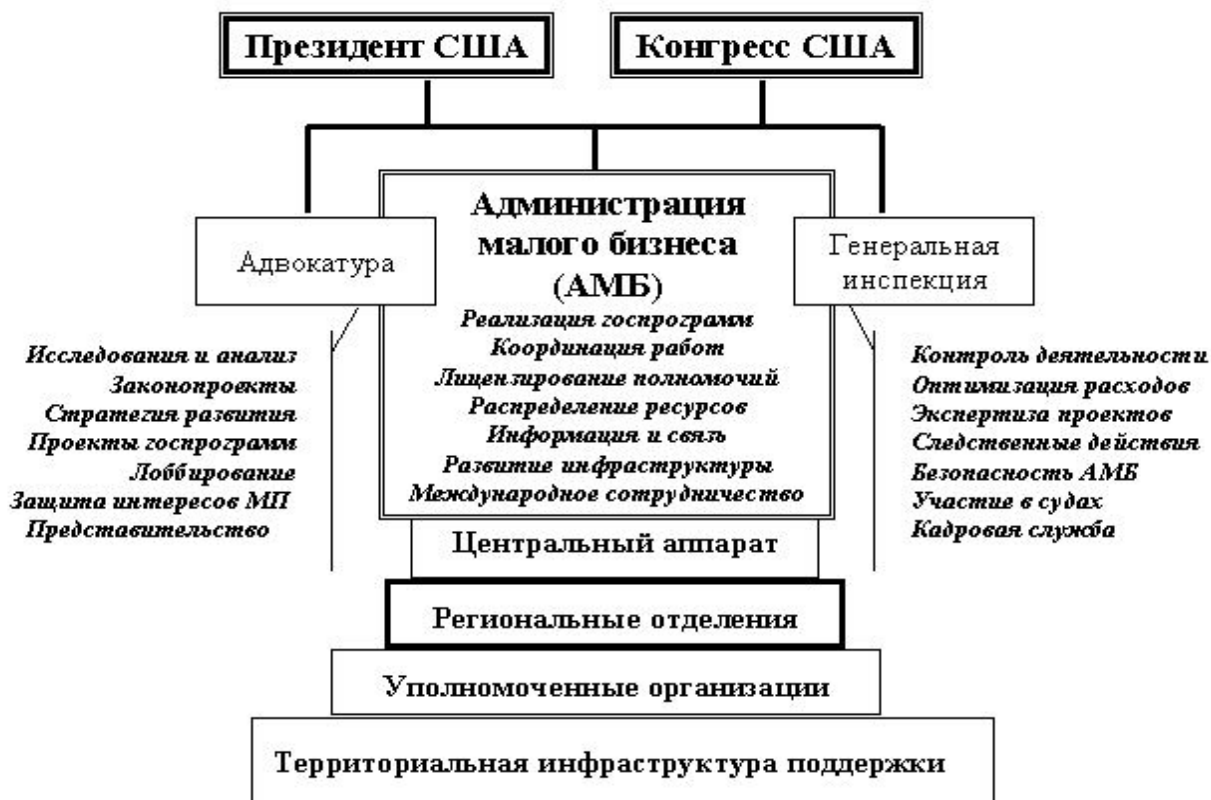 Президент США
Конгресс США
Администрация
малого бизнеса
(АМБ)
Реализация госпрограмм
Координация работ
Лицензирование полномочий
Распределение ресурсов
Информация и связь
Развитие инфраструктуры
Международное сотрудничество
Адвокатура
Генеральная
инспекция
Исследования и анализ
Законопроекты
Стратегия развития
Проекты госпрограмм
Лоббирование
Защита интересов МП
Представительство
Контроль деятельности
Оптимизация расходов
Экспертиза проектов
Следственные действия
Безопасность АМБ
Участие в судах
Кадровая служба
Центральный аппарат
Региональные отделения
Уполномоченные организации
Территориальная инфраструктура поддержки